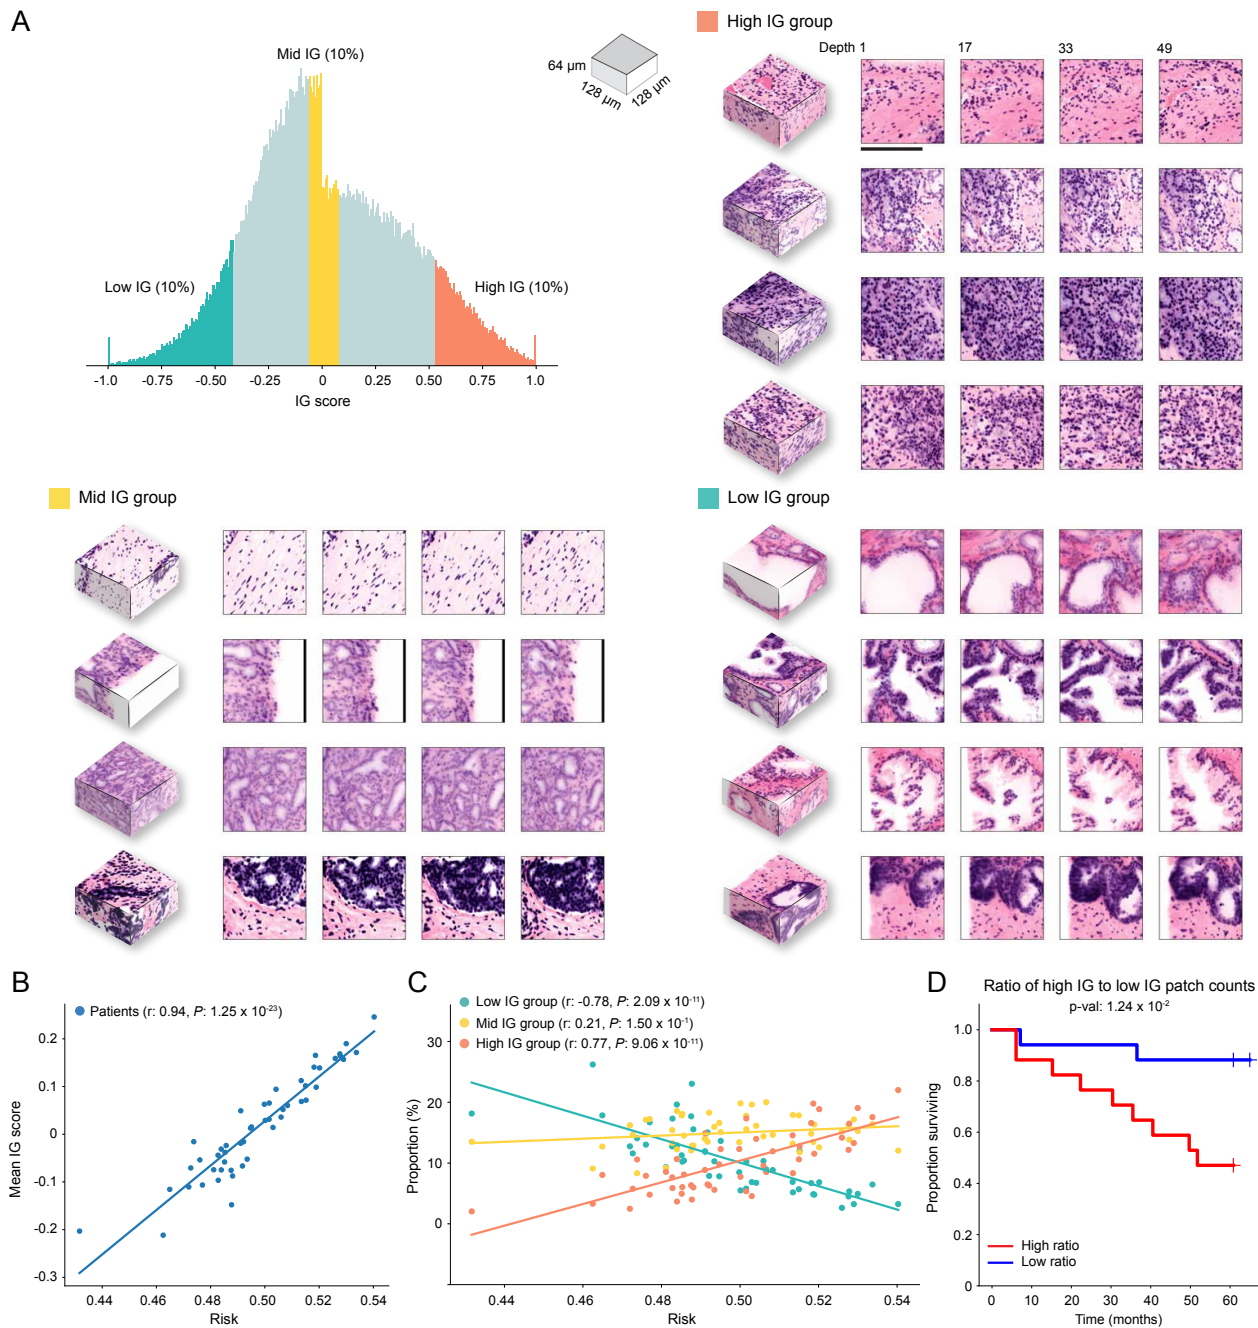 A
Mid IG (10%)
Low IG (10%)
High IG (10%)
-1.0 -0.75 -0.50 -0.25 0 0.25 0.50 0.75 1.0
IG score
64 µm
128 µm
128 µm
High IG group
Depth 1 17 33 49
Mid IG group
Low IG group
B
Patients (r: 0.94, P: 1.25 x 10-23)
Mean IG score
0.2
0.1
0
-0.1
-0.2
-0.3
0.44 0.46 0.48 0.50 0.52 0.54
Risk
C
Low IG group (r: -0.78, P: 2.09 x 10-11)
Mid IG group (r: 0.21, P: 1.50 x 10-1)
High IG group (r: 0.77, P: 9.06 x 10-11)
Proportion (%)
30
20
10
0
0.44 0.46 0.48 0.50 0.52 0.54
Risk
D
Ratio of high IG to low IG patch counts
p-val: 1.24 x 10-2
Proportion surviving
1.0
0.8
0.6
0.4
0.2
0
High ratio
Low ratio
0 10 20 30 40 50 60
Time (months)